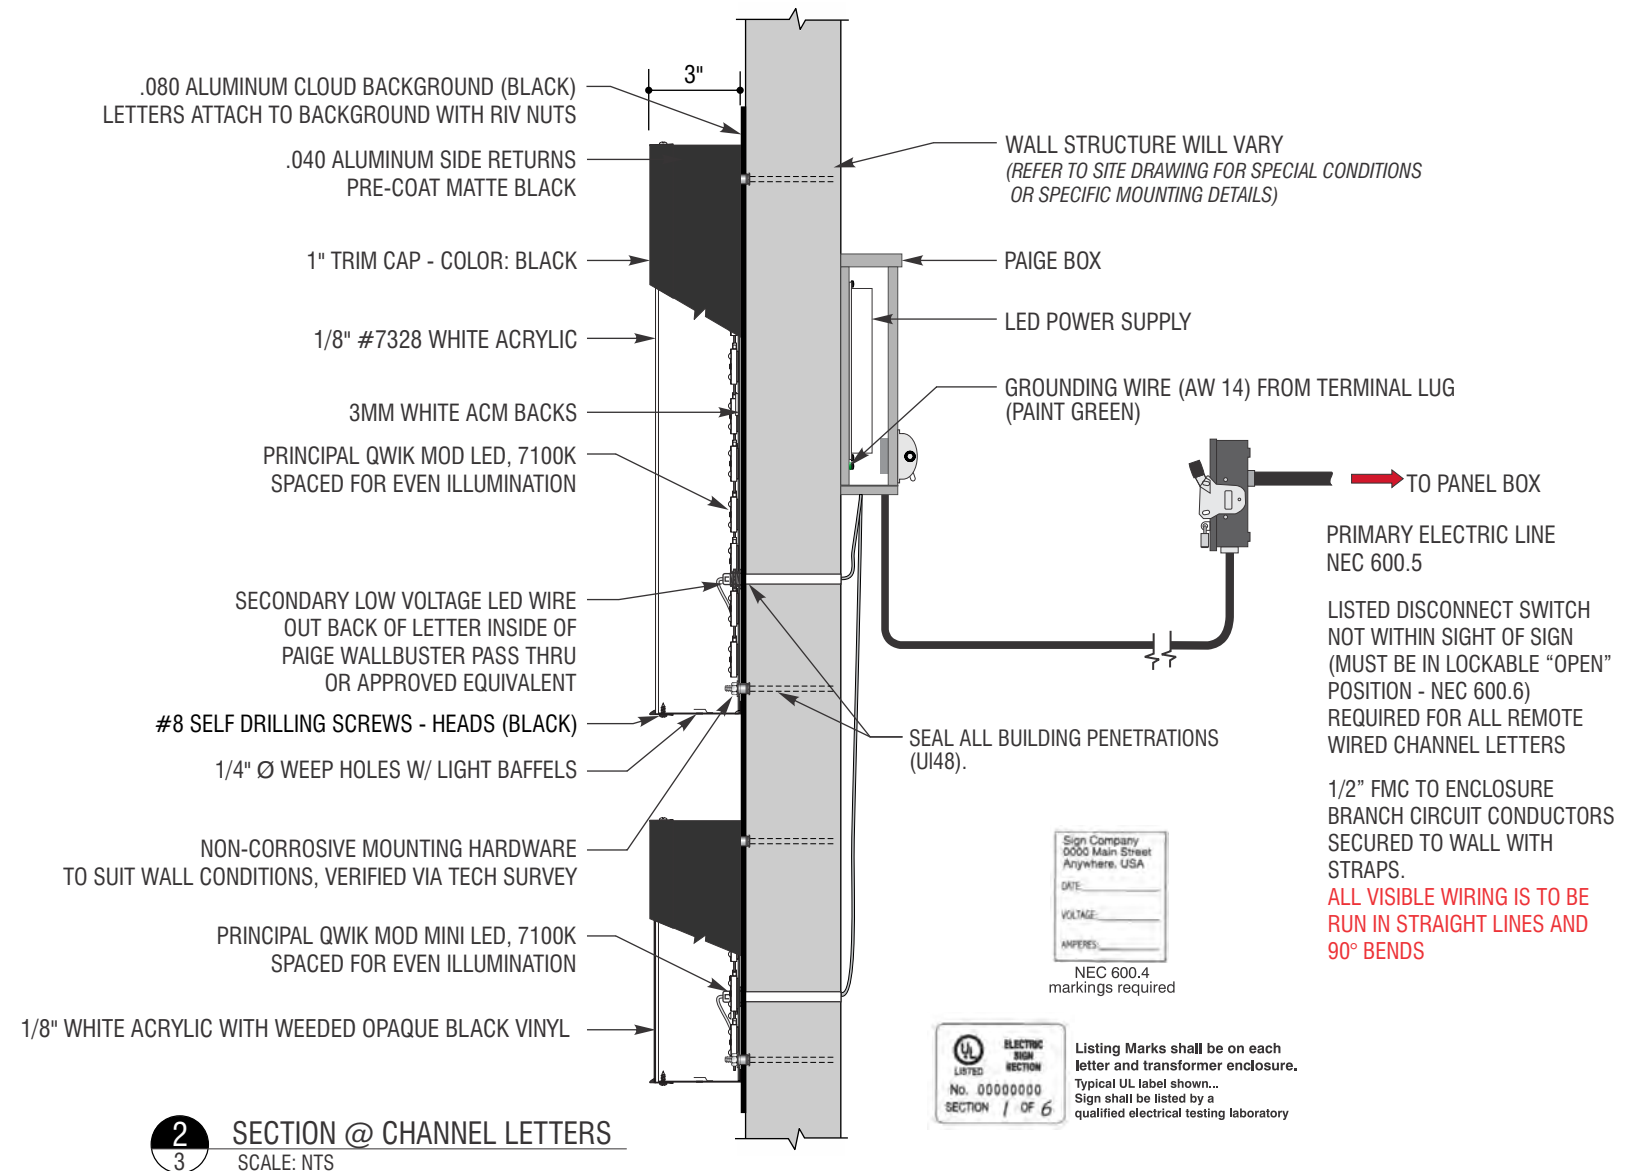 3"
.080 ALUMINUM CLOUD BACKGROUND (BLACK)
LETTERS ATTACH TO BACKGROUND WITH RIV NUTS
.040 ALUMINUM SIDE RETURNS
PRE-COAT MATTE BLACK
1" TRIM CAP - COLOR: BLACK
1/8" #7328 WHITE ACRYLIC
3MM WHITE ACM BACKS
PRINCIPAL QWIK MOD LED, 7100K
SPACED FOR EVEN ILLUMINATION
SECONDARY LOW VOLTAGE LED WIRE
OUT BACK OF LETTER INSIDE OF
PAIGE WALLBUSTER PASS THRU
OR APPROVED EQUIVALENT
#8 SELF DRILLING SCREWS - HEADS (BLACK)
1/4" Ø WEEP HOLES W/ LIGHT BAFFELS
NON-CORROSIVE MOUNTING HARDWARE
TO SUIT WALL CONDITIONS, VERIFIED VIA TECH SURVEY
PRINCIPAL QWIK MOD MINI LED, 7100K
SPACED FOR EVEN ILLUMINATION
1/8" WHITE ACRYLIC WITH WEEDED OPAQUE BLACK VINYL
WALL STRUCTURE WILL VARY
(REFER TO SITE DRAWING FOR SPECIAL CONDITIONS
OR SPECIFIC MOUNTING DETAILS)
PAIGE BOX
LED POWER SUPPLY
GROUNDING WIRE (AW 14) FROM TERMINAL LUG
(PAINT GREEN)
TO PANEL BOX
PRIMARY ELECTRIC LINE
NEC 600.5
LISTED DISCONNECT SWITCH
NOT WITHIN SIGHT OF SIGN
(MUST BE IN LOCKABLE “OPEN”
POSITION - NEC 600.6)
REQUIRED FOR ALL REMOTE
WIRED CHANNEL LETTERS
1/2” FMC TO ENCLOSURE
BRANCH CIRCUIT CONDUCTORS
SECURED TO WALL WITH
STRAPS.
ALL VISIBLE WIRING IS TO BE
RUN IN STRAIGHT LINES AND
90° BENDS
SEAL ALL BUILDING PENETRATIONS
(Ul48).
Sign Company
0000 Main Street
Anywhere, USA
DATE:
VOLTAGE:
AMPERES:
NEC 600.4
markings required
UL
LISTED
ELECTRIC
SIGN
SECTION
No. 00000000
SECTION 1 OF 6
Listing Marks shall be on each
letter and transformer enclosure.
Typical UL label shown...
Sign shall be listed by a
qualified electrical testing laboratory
2
3
SECTION @ CHANNEL LETTERS
SCALE: NTS